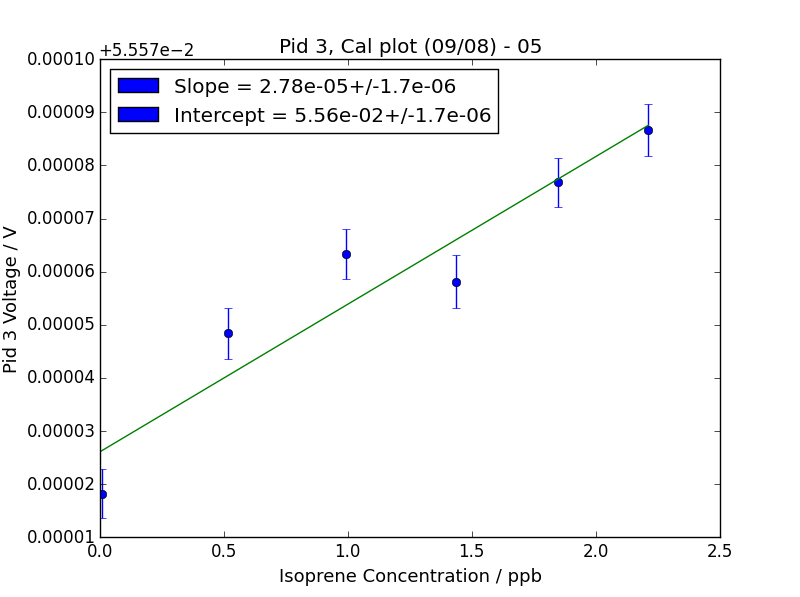 Pid 3, Cal plot (09/08) - 05
+5.557e−2
Slope = 2.78e-05+/-1.7e-06
Intercept = 5.56e-02+/-1.7e-06
Pid 3 Voltage / V
0.00010
0.00009
0.00008
0.00007
0.00006
0.00005
0.00004
0.00003
0.00002
0.00001
0.0 0.5 1.0 1.5 2.0 2.5
Isoprene Concentration / ppb